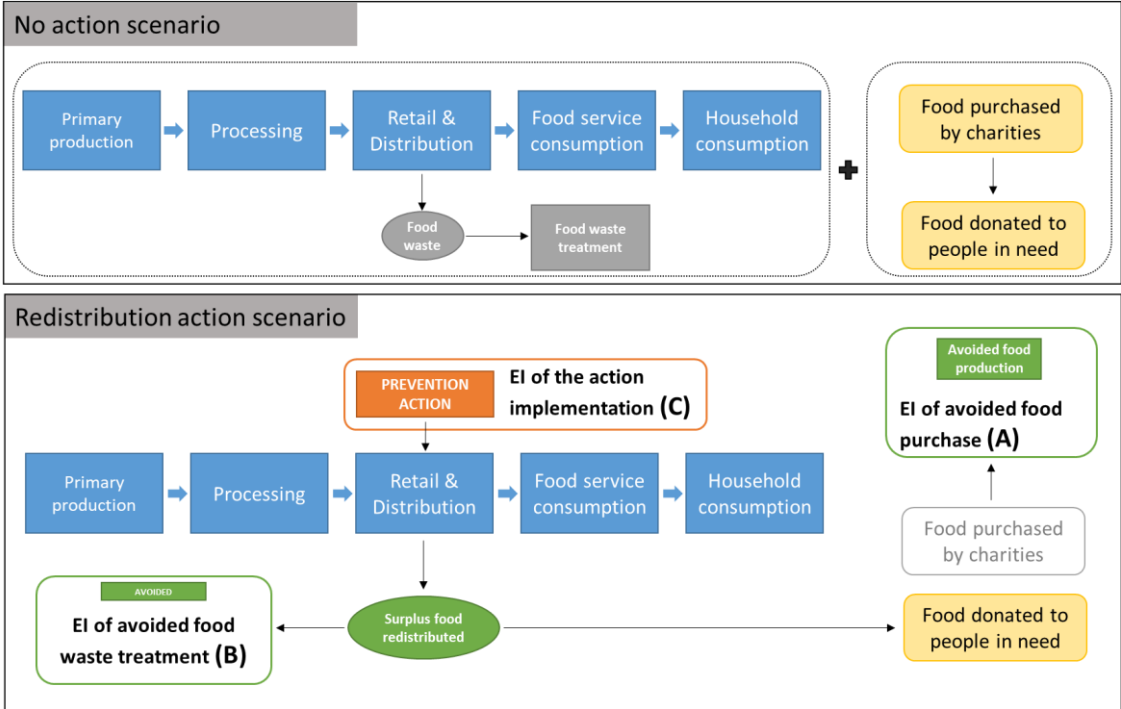 No action scenario
Primary
production
Processing
Retail &
Distribution
Food service
consumption
Household
consumption
Food
waste
Food waste
treatment
Food purchased
by charities
Food donated to
people in need
Redistribution action scenario
PREVENTION
ACTION
EI of the action
implementation (C)
Avoided food
production
EI of avoided food
purchase (A)
Primary
production
Processing
Retail &
Distribution
Food service
consumption
Household
consumption
Food purchased
by charities
AVOIDED
EI of avoided food
waste treatment (B)
Surplus food
redistributed
Food donated to
people in need